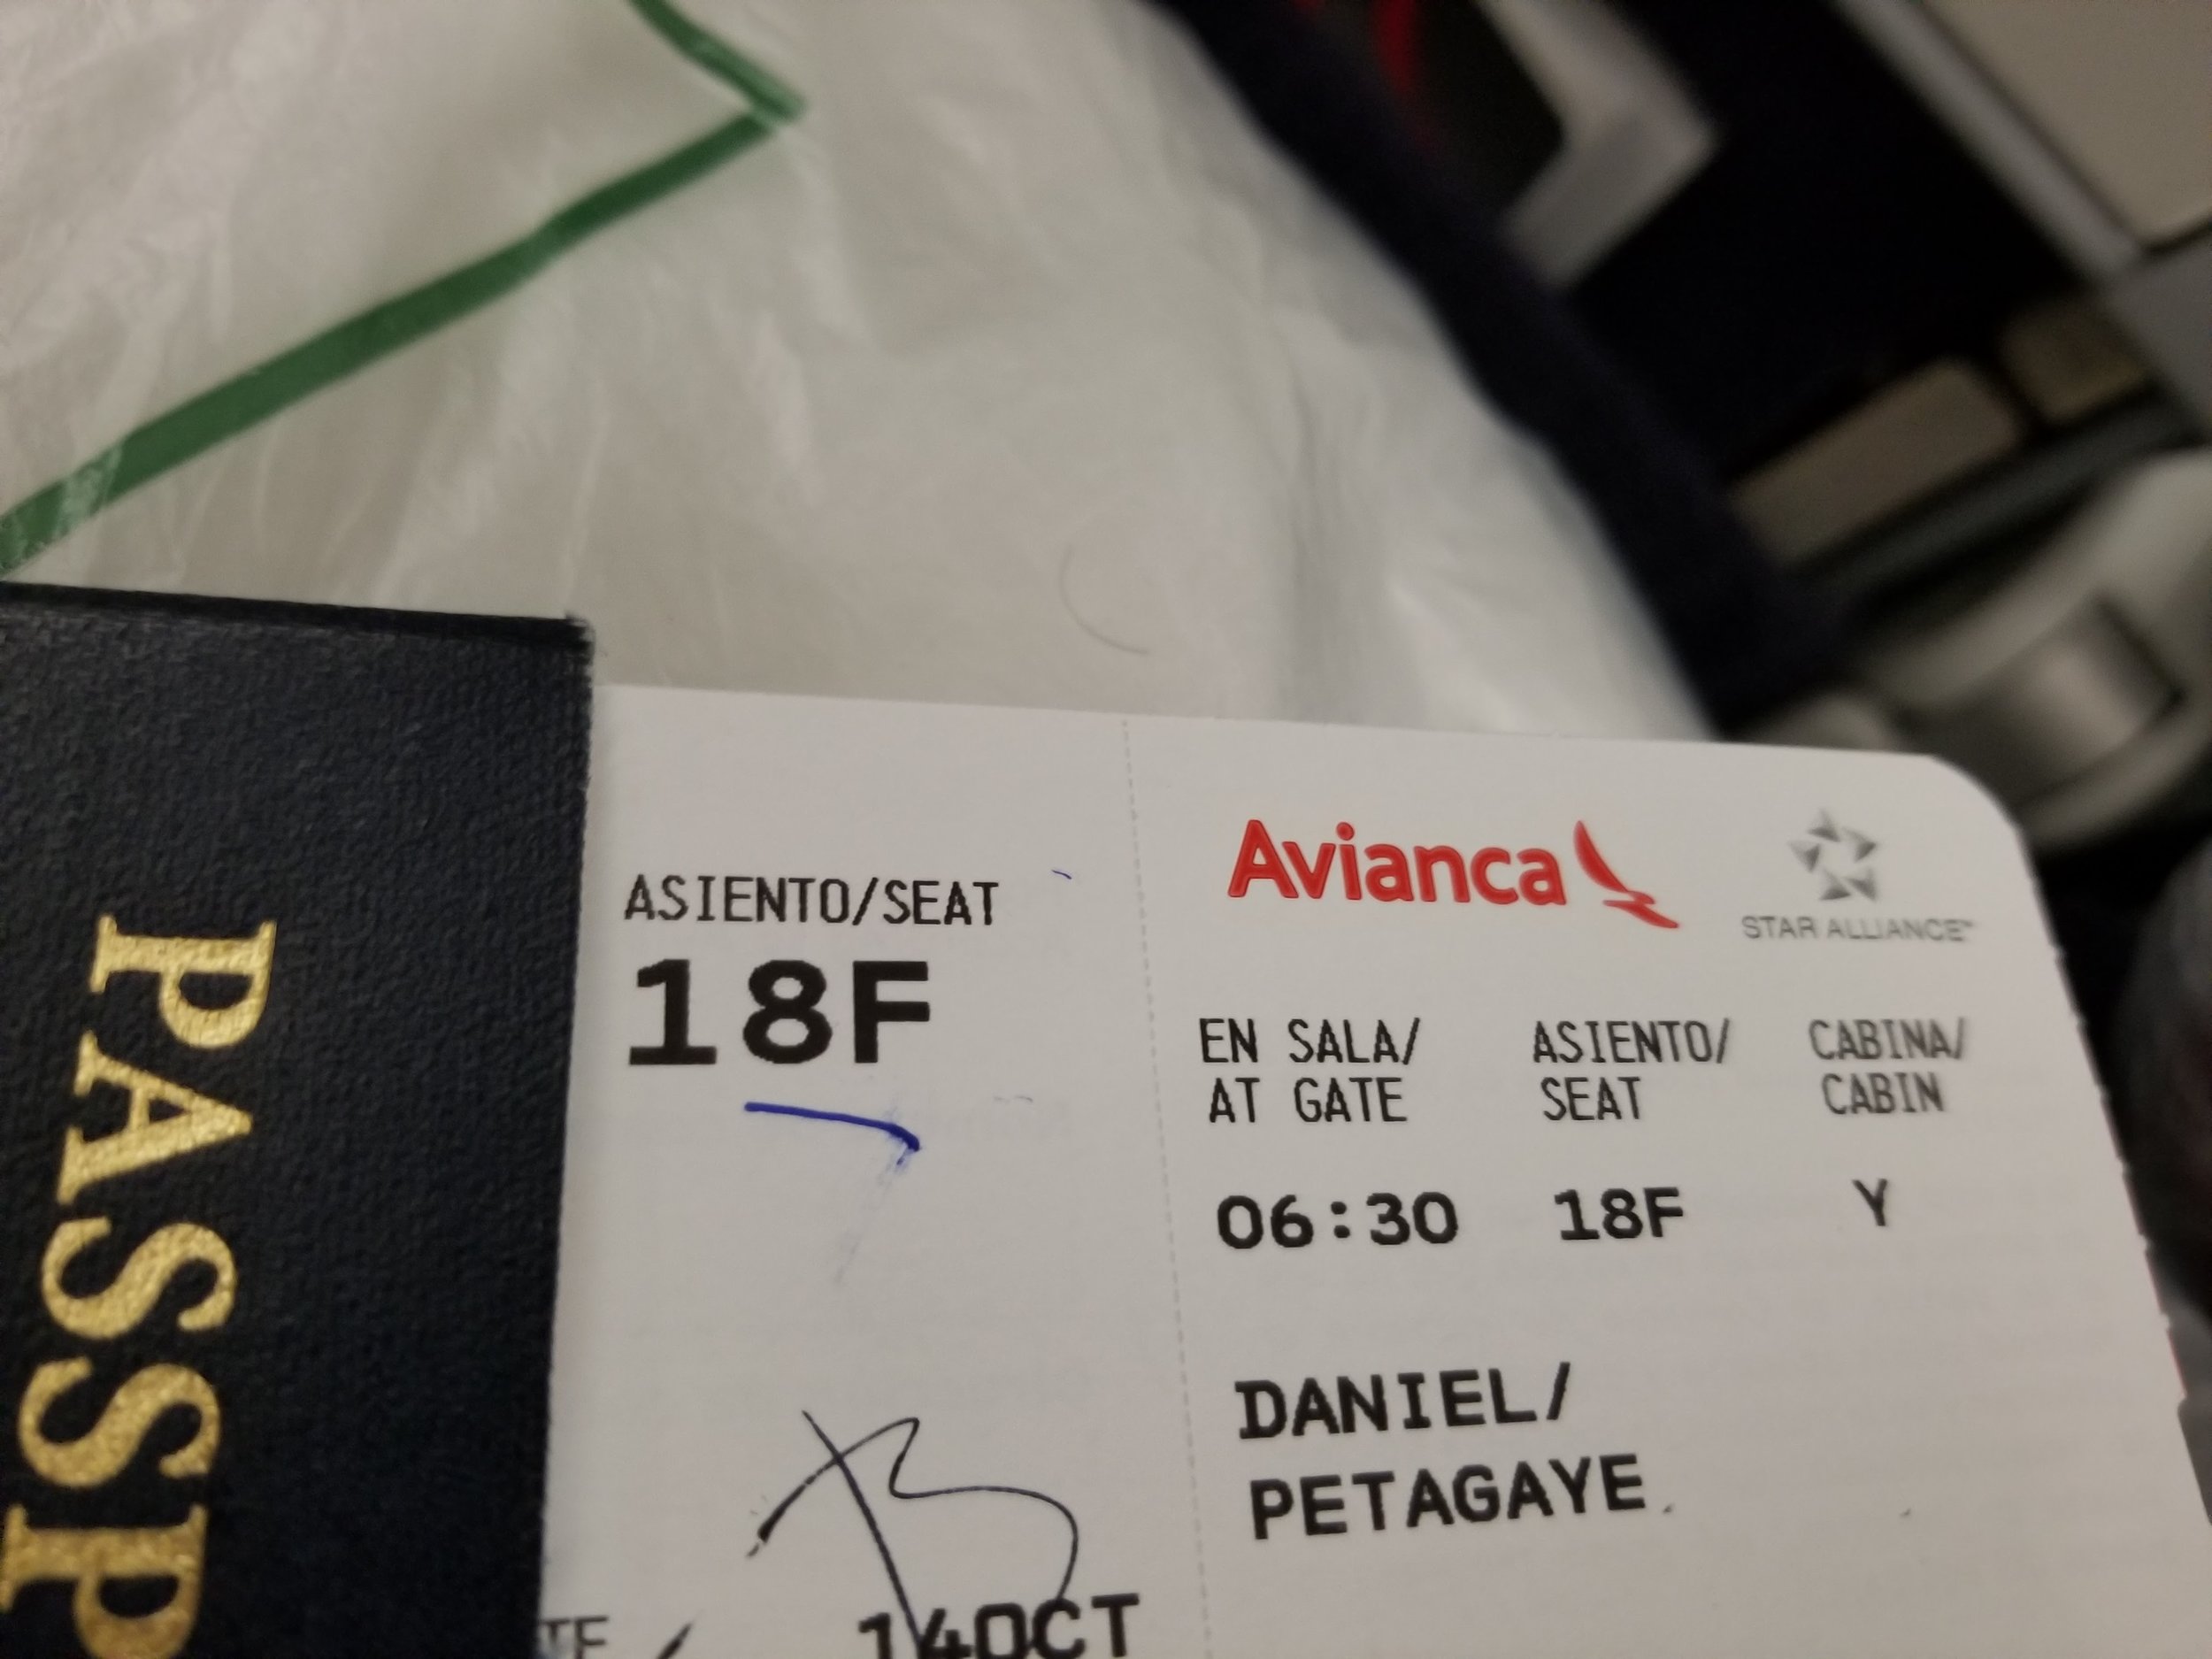 PASSP
ASIENTO/SEAT
18F
14OCT
Avianca
STAR ALLIANCE
EN SALA/
AT GATE
06:30
ASIENTO/
SEAT
18F
CABINA/
CABIN
Y
DANIEL/
PETAGAYE